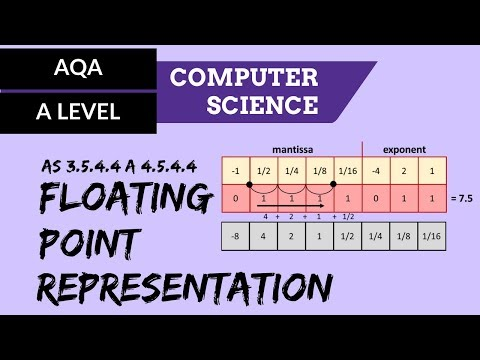 AQA
A LEVEL
COMPUTER
SCIENCE
AS 3.5.4.4 A 4.5.4.4
FLOATING
POINT
REPRESENTATION
mantissa exponent
-1 1/2 1/4 1/8 1/16 -4 2 1
0 1 1 1 1 0 1 1 = 7.5
4 + 2 + 1 + 1/2
-8 4 2 1 1/2 1/4 1/8 1/16